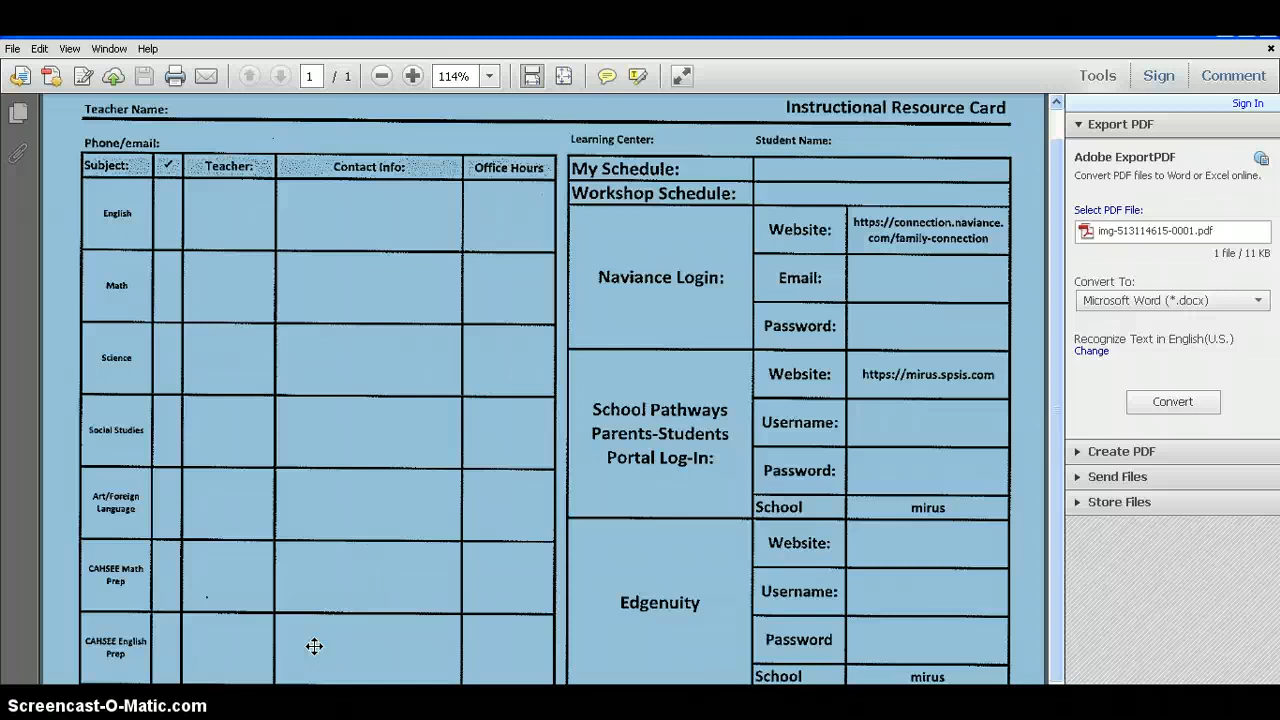 File Edit View Window Help
1 / 1 114% Tools Sign Comment
Sign In
Teacher Name: Instructional Resource Card
Phone/email: Learning Center: Student Name:
Subject: ✓ Teacher: Contact Info: Office Hours
English
Math
Science
Social Studies
Art/Foreign
Language
CAHSEE Math
Prep
CAHSEE English
Prep
My Schedule:
Workshop Schedule:
Naviance Login:
Website: https://connection.naviance.
com/family-connection
Email:
Password:
School Pathways
Parents-Students
Portal Log-In:
Website: https://mirus.spsis.com
Username:
Password:
School mirus
Edgenuity
Website:
Username:
Password
School mirus
Export PDF
Adobe ExportPDF
Convert PDF files to Word or Excel online.
Select PDF File:
img-513114615-0001.pdf
1 file / 11 KB
Convert To:
Microsoft Word (*.docx)
Recognize Text in English(U.S.)
Change
Convert
Create PDF
Send Files
Store Files
Screencast-O-Matic.com